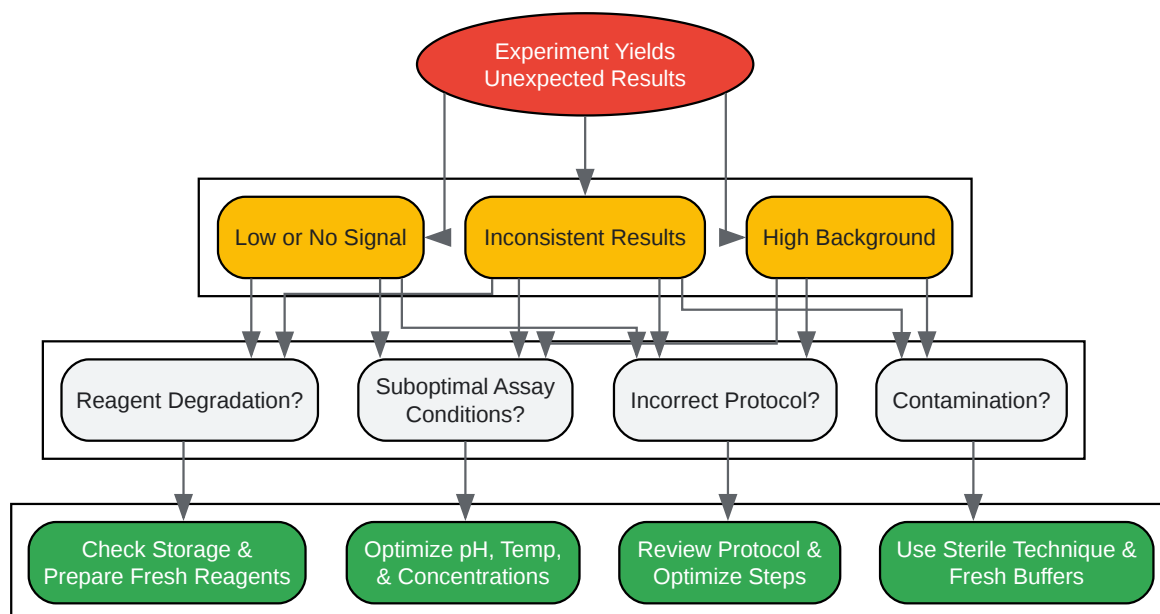 Experiment Yields
Unexpected Results
Low or No Signal
Inconsistent Results
High Background
Reagent Degradation?
Suboptimal Assay
Conditions?
Incorrect Protocol?
Contamination?
Check Storage &
Prepare Fresh Reagents
Optimize pH, Temp,
& Concentrations
Review Protocol &
Optimize Steps
Use Sterile Technique &
Fresh Buffers